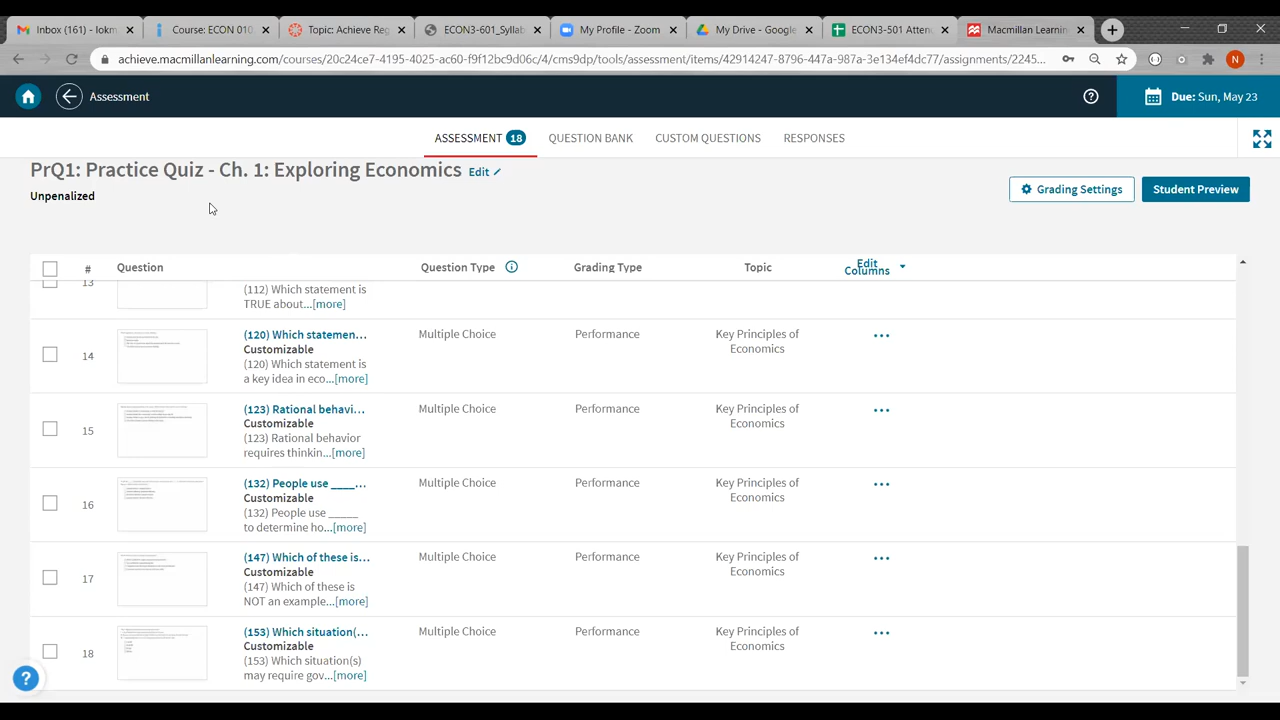 Inbox (161) - lokm
Course: ECON 010
Topic: Achieve Reg
ECON3-601_Sylla
My Profile - Zoom
My Drive - Google
ECON3-501 Atten
Macmillan Learnin
achieve.macmillanlearning.com/courses/20c24ce7-4195-4025-ac60-f9f12bc9d06v4/cms9dp/tools/assessment/items/42914247-8796-447a-987a-3e134ef4dc77/assignments/2245...
N
Assessment
Due: Sun, May 23
ASSESSMENT 18
QUESTION BANK
CUSTOM QUESTIONS
RESPONSES
PrQ1: Practice Quiz - Ch. 1: Exploring Economics Edit
Unpenalized
Grading Settings
Student Preview
# Question Question Type Grading Type Topic Edit Columns
13
(112) Which statement is
TRUE about...[more]
14
(120) Which statemen...
Customizable
(120) Which statement is
a key idea in eco...[more]
Multiple Choice
Performance
Key Principles of
Economics
15
(123) Rational behavi...
Customizable
(123) Rational behavior
requires thinkin...[more]
Multiple Choice
Performance
Key Principles of
Economics
16
(132) People use ____...
Customizable
(132) People use _____
to determine ho...[more]
Multiple Choice
Performance
Key Principles of
Economics
17
(147) Which of these is...
Customizable
(147) Which of these is
NOT an example...[more]
Multiple Choice
Performance
Key Principles of
Economics
18
(153) Which situation(...
Customizable
(153) Which situation(s)
may require gov...[more]
Multiple Choice
Performance
Key Principles of
Economics